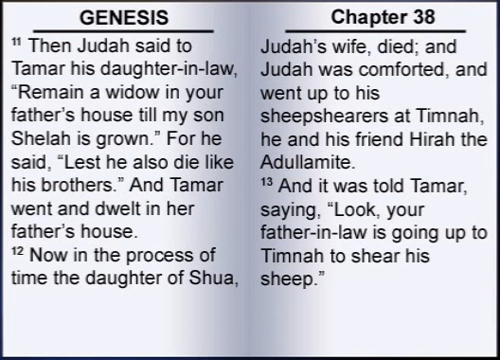 GENESIS
¹¹ Then Judah said to
Tamar his daughter-in-law,
“Remain a widow in your
father’s house till my son
Shelah is grown.” For he
said, “Lest he also die like
his brothers.” And Tamar
went and dwelt in her
father’s house.
¹² Now in the process of
time the daughter of Shua,
Chapter 38
Judah’s wife, died; and
Judah was comforted, and
went up to his
sheepshearers at Timnah,
he and his friend Hirah the
Adullamite.
¹³ And it was told Tamar,
saying, “Look, your
father-in-law is going up to
Timnah to shear his
sheep.”